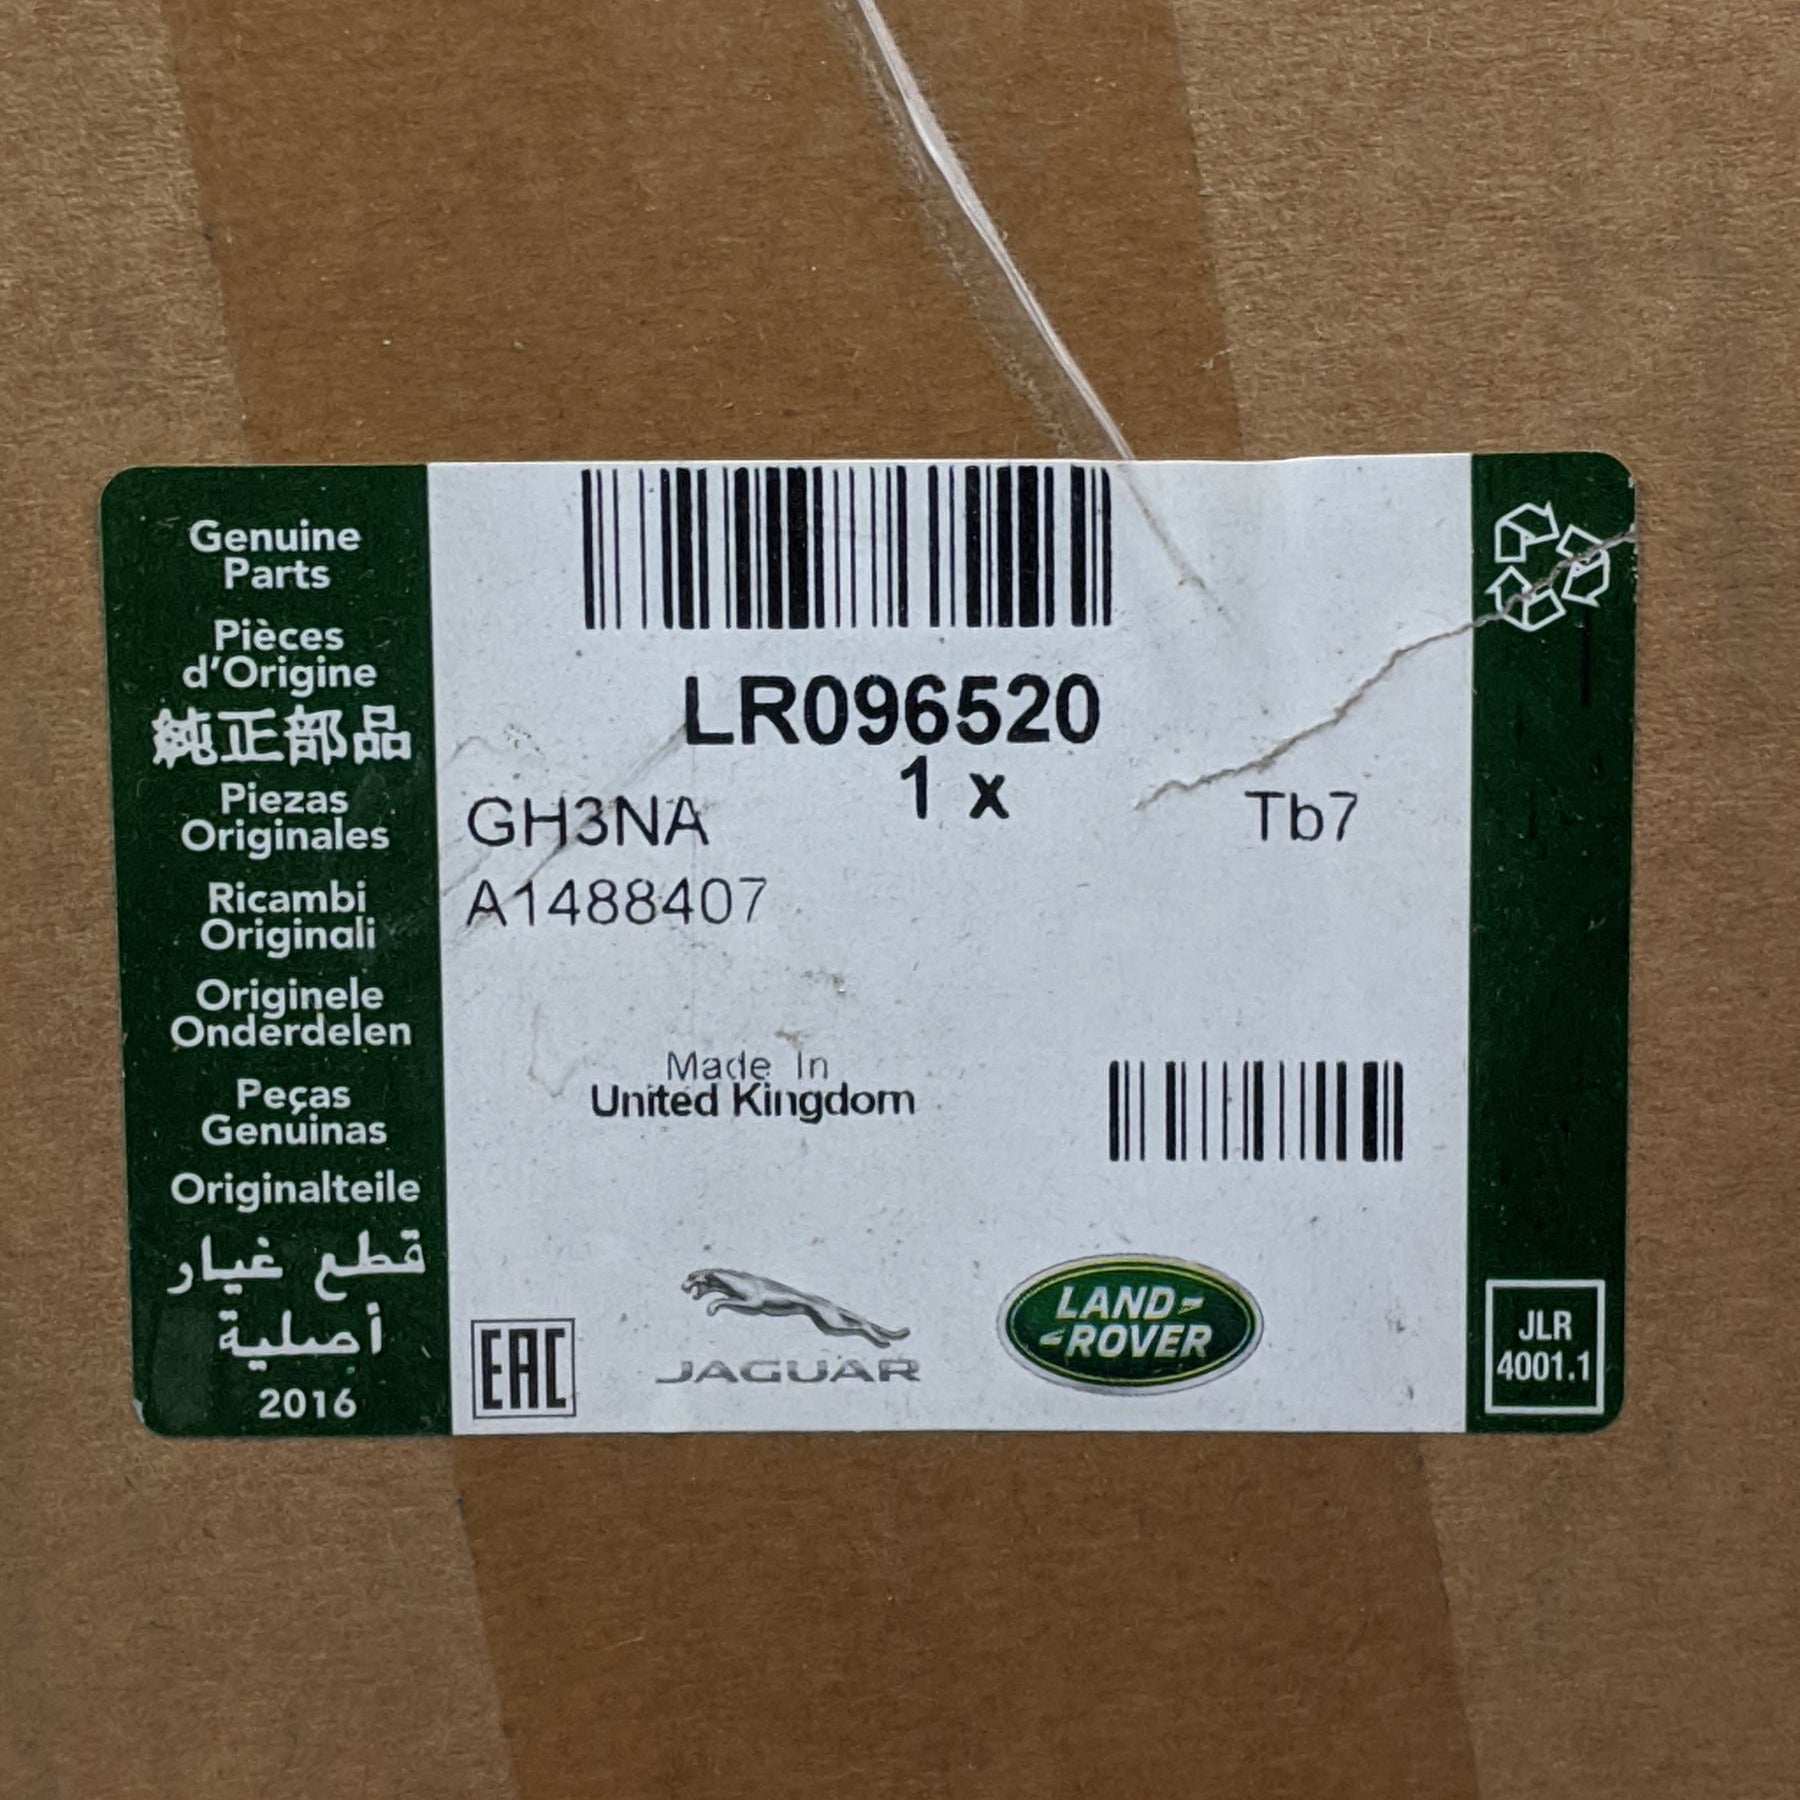 Genuine
Parts
Pièces
d'Origine
純正部品
Piezas
Originales
Ricambi
Originali
Originele
Onderdelen
Peças
Genuinas
Originalteile
قطع غيار
أصلية
2016
LR096520
1 x
GH3NA
Tb7
A1488407
Made In
United Kingdom
EAC
JAGUAR
LAND-
-ROVER
JLR
4001.1